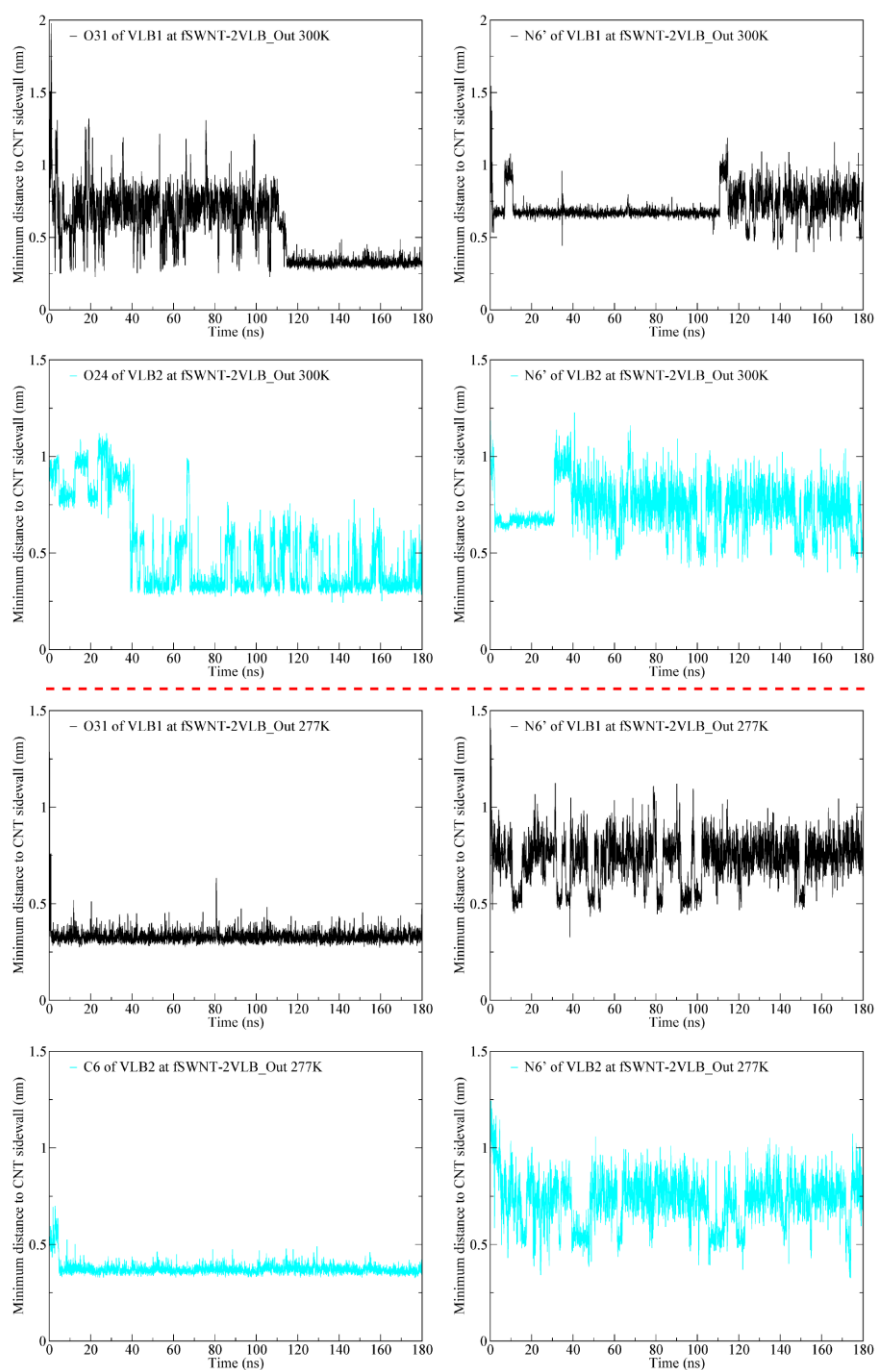 – O31 of VLB1 at fSWNT-2VLB_Out 300K
Minimum distance to CNT sidewall (nm)
2
1.5
1
0.5
0
0 20 40 60 80 100 120 140 160 180
Time (ns)
– N6’ of VLB1 at fSWNT-2VLB_Out 300K
Minimum distance to CNT sidewall (nm)
2
1.5
1
0.5
0
0 20 40 60 80 100 120 140 160 180
Time (ns)
– O24 of VLB2 at fSWNT-2VLB_Out 300K
Minimum distance to CNT sidewall (nm)
1.5
1
0.5
0
0 20 40 60 80 100 120 140 160 180
Time (ns)
– N6’ of VLB2 at fSWNT-2VLB_Out 300K
Minimum distance to CNT sidewall (nm)
1.5
1
0.5
0
0 20 40 60 80 100 120 140 160 180
Time (ns)
– O31 of VLB1 at fSWNT-2VLB_Out 277K
Minimum distance to CNT sidewall (nm)
1.5
1
0.5
0
0 20 40 60 80 100 120 140 160 180
Time (ns)
– N6’ of VLB1 at fSWNT-2VLB_Out 277K
Minimum distance to CNT sidewall (nm)
1.5
1
0.5
0
0 20 40 60 80 100 120 140 160 180
Time (ns)
– C6 of VLB2 at fSWNT-2VLB_Out 277K
Minimum distance to CNT sidewall (nm)
1.5
1
0.5
0
0 20 40 60 80 100 120 140 160 180
Time (ns)
– N6’ of VLB2 at fSWNT-2VLB_Out 277K
Minimum distance to CNT sidewall (nm)
1.5
1
0.5
0
0 20 40 60 80 100 120 140 160 180
Time (ns)